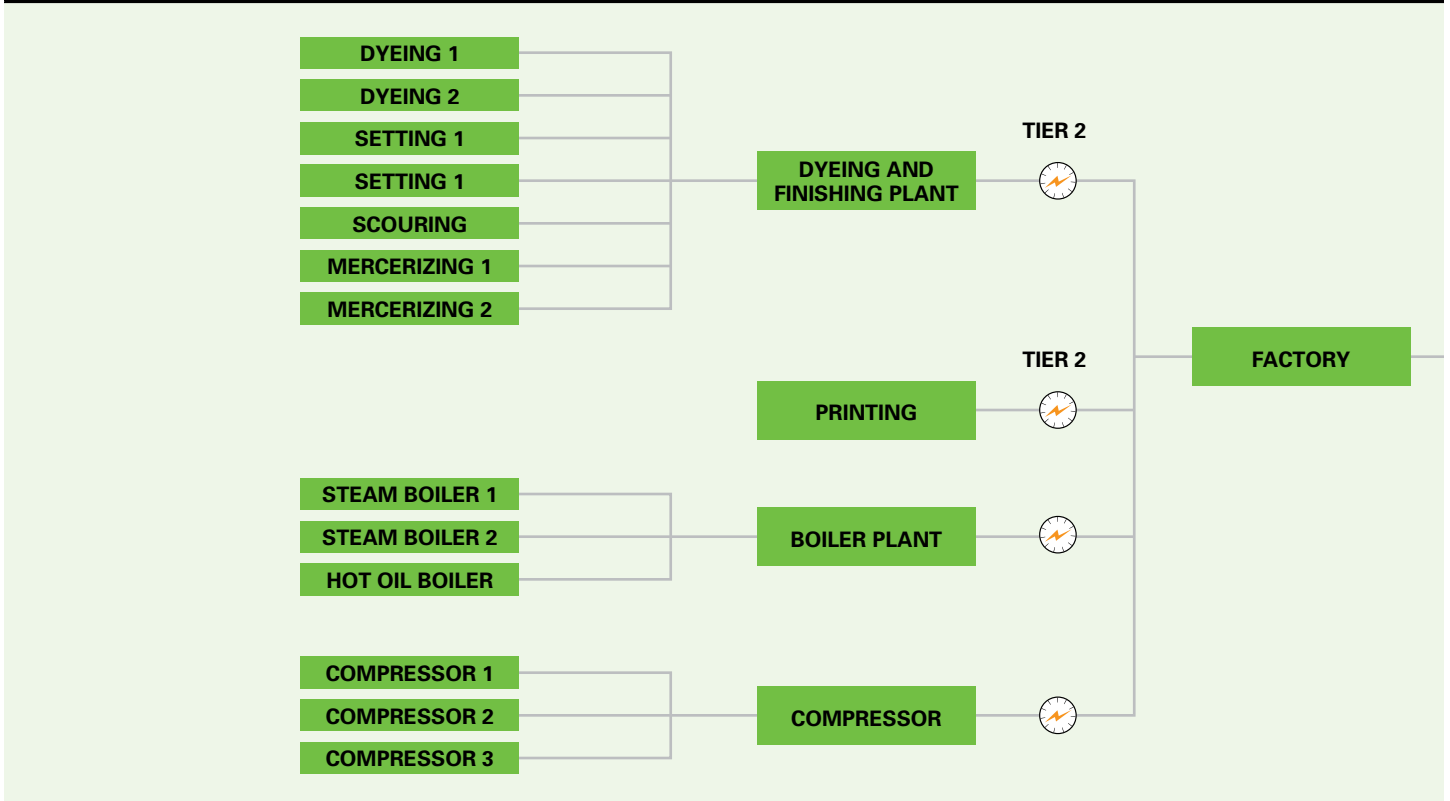 DYEING 1
DYEING 2
SETTING 1
SETTING 1
SCOURING
MERCERIZING 1
MERCERIZING 2
TIER 2
DYEING AND
FINISHING PLANT
TIER 2
PRINTING
FACTORY
STEAM BOILER 1
STEAM BOILER 2
HOT OIL BOILER
BOILER PLANT
COMPRESSOR 1
COMPRESSOR 2
COMPRESSOR 3
COMPRESSOR